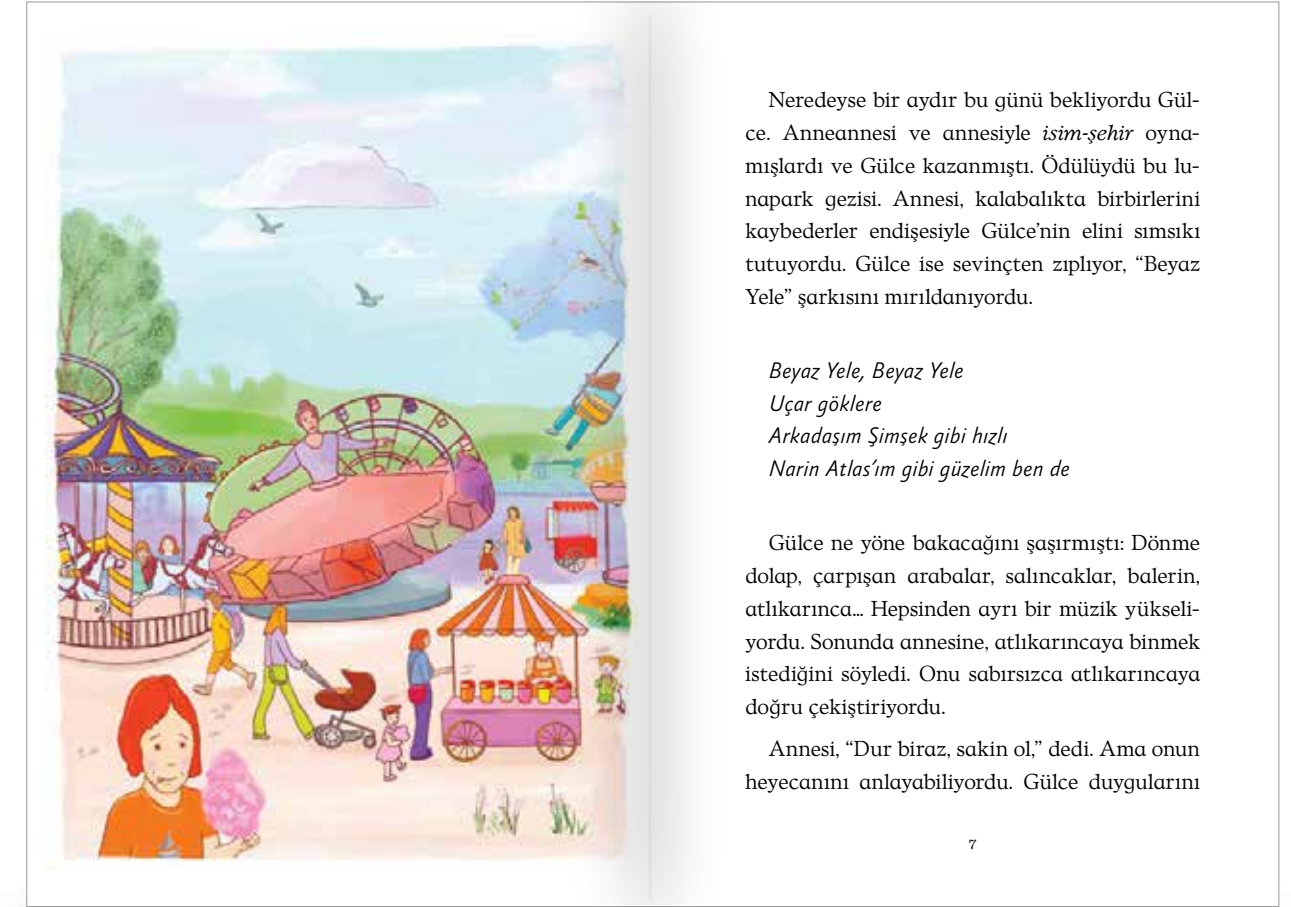 Neredeyse bir aydır bu günü bekliyordu Gül-
ce. Anneannesi ve annesiyle isim-şehir oyna-
mışlardı ve Gülce kazanmıştı. Ödülüydü bu lu-
napark gezisi. Annesi, kalabalıkta birbirlerini
kaybederler endişesiyle Gülce’nin elini sımsıkı
tutuyordu. Gülce ise sevinçten zıplıyor, “Beyaz
Yele” şarkısını mırıldanıyordu.
Beyaz Yele, Beyaz Yele
Uçar göklere
Arkadaşım Şimşek gibi hızlı
Narin Atlas’ım gibi güzelim ben de
Gülce ne yöne bakacağını şaşırmıştı: Dönme
dolap, çarpışan arabalar, salıncaklar, balerin,
atlıkarınca... Hepsinden ayrı bir müzik yükseli-
yordu. Sonunda annesine, atlıkarıncaya binmek
istediğini söyledi. Onu sabırsızca atlıkarıncaya
doğru çekiştiriyordu.
Annesi, “Dur biraz, sakin ol,” dedi. Ama onun
heyecanını anlayabiliyordu. Gülce duygularını
7